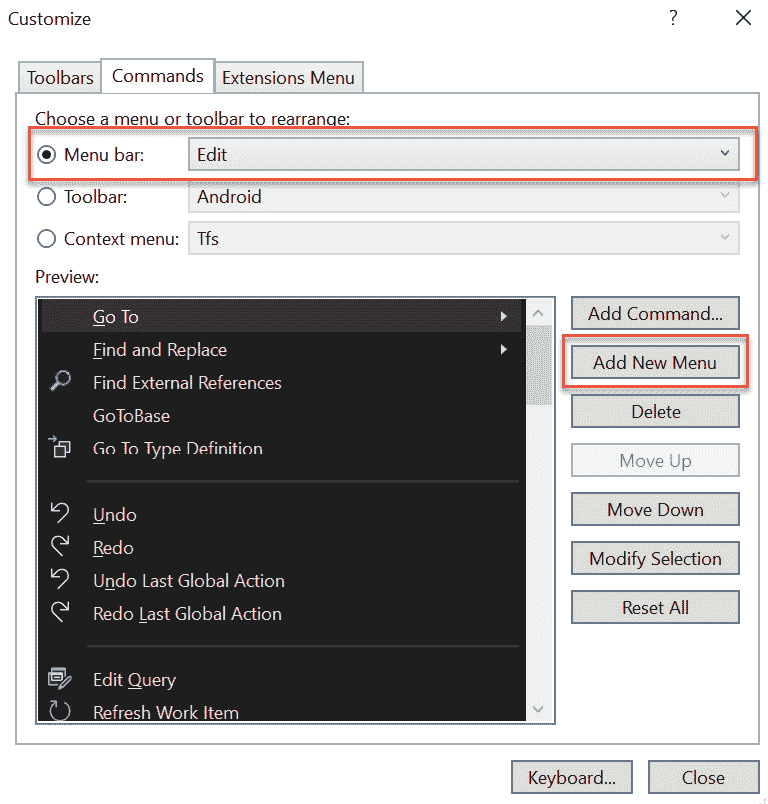 Customize ?
Toolbars Commands Extensions Menu
Choose a menu or toolbar to rearrange:
Menu bar: Edit
Toolbar: Android
Context menu: Tfs
Preview:
Go To
Find and Replace
Find External References
GoToBase
Go To Type Definition
Undo
Redo
Undo Last Global Action
Redo Last Global Action
Edit Query
Refresh Work Item
Add Command...
Add New Menu
Delete
Move Up
Move Down
Modify Selection
Reset All
Keyboard... Close